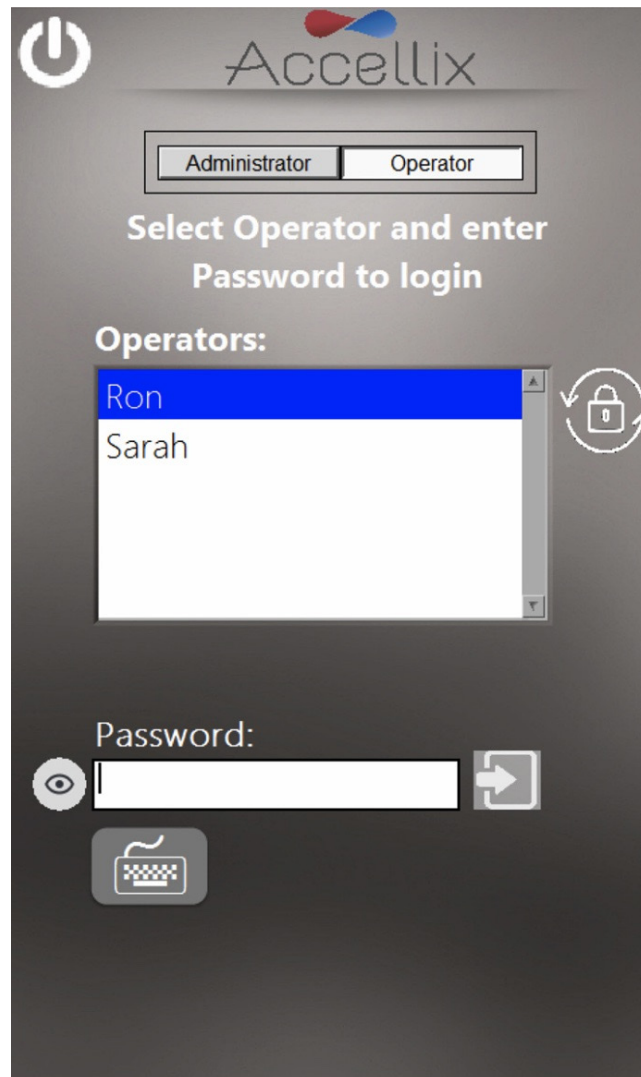 Accellix
Administrator Operator
Select Operator and enter
Password to login
Operators:
Ron
Sarah
Password: